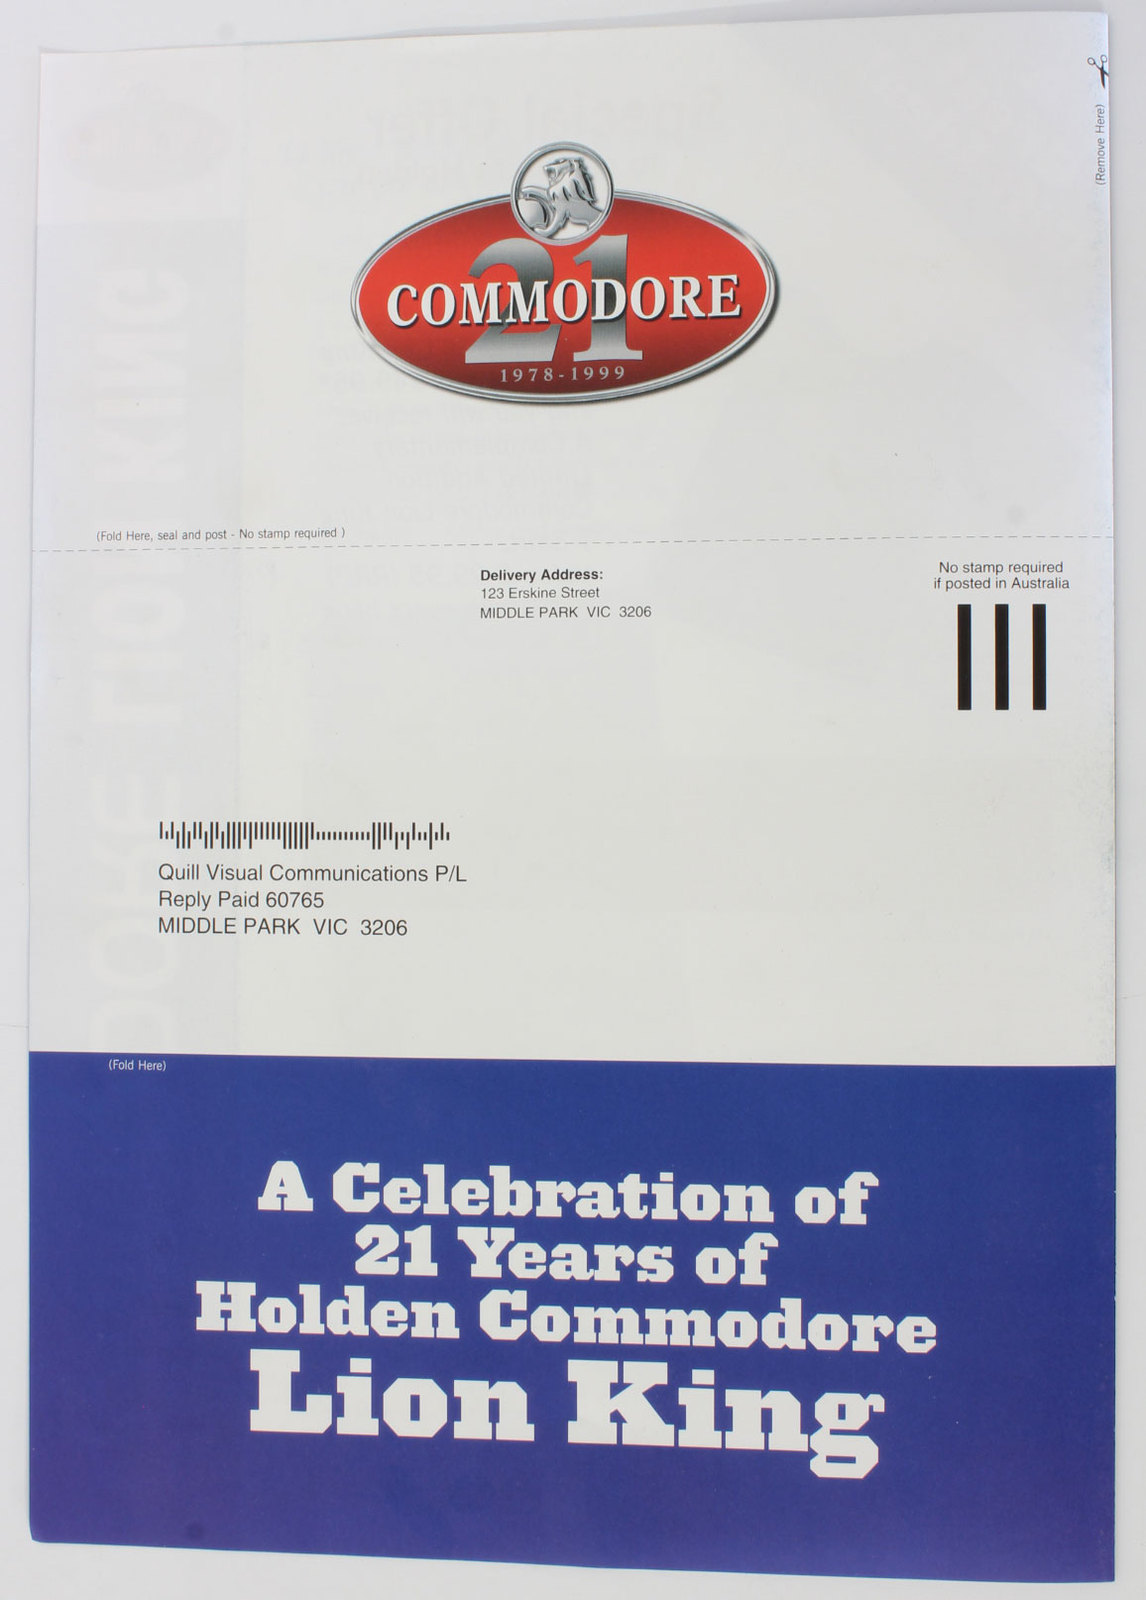 (Remove Here)
21
COMMODORE
1978-1999
(Fold Here, seal and post - No stamp required )
Delivery Address:
123 Erskine Street
MIDDLE PARK VIC 3206
No stamp required
if posted in Australia
Quill Visual Communications P/L
Reply Paid 60765
MIDDLE PARK VIC 3206
(Fold Here)
A Celebration of
21 Years of
Holden Commodore
Lion King